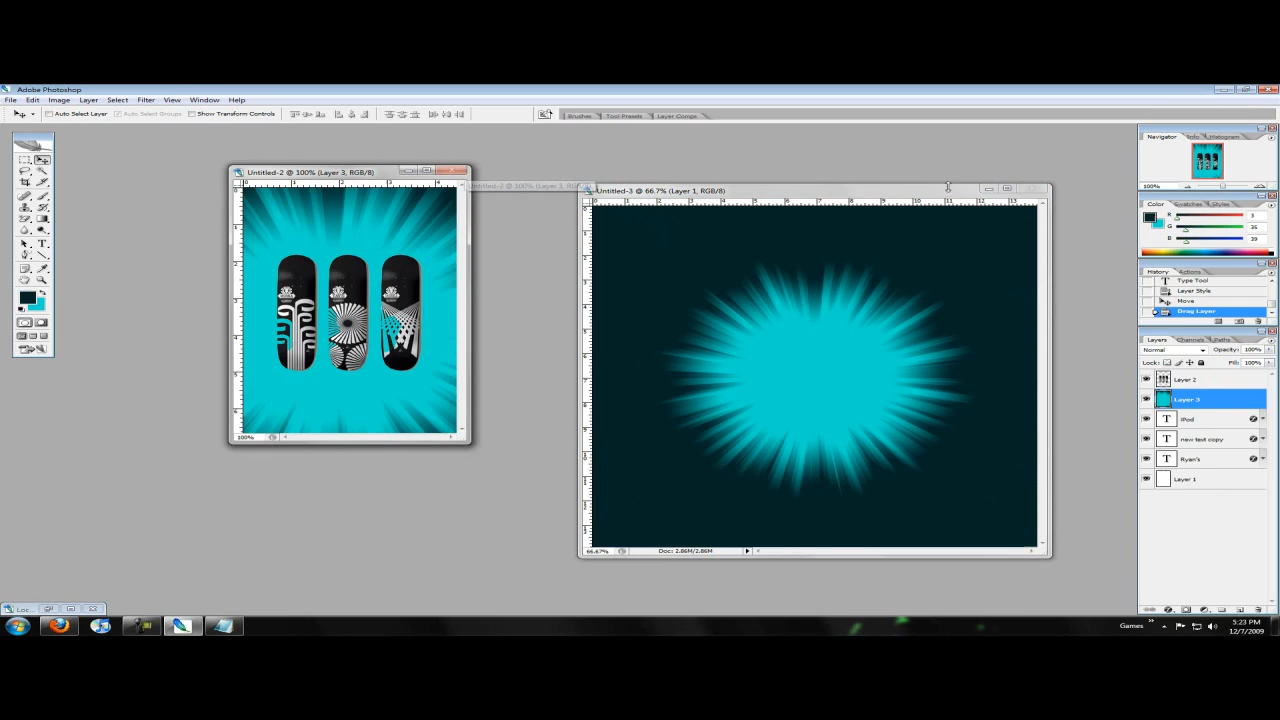 Adobe Photoshop
File Edit Image Layer Select Filter View Window Help
Auto Select Layer Auto Select Groups Show Transform Controls Brushes Tool Presets Layer Comps
Navigator Info Histogram
100%
Color Swatches Styles
R 3
G 35
B 39
History Actions
Type Tool
Layer Style
Move
Drag Layer
Layers Channels Paths
Normal Opacity: 100%
Lock: Fill: 100%
Layer 2
Layer 3
iPod
new text copy
Ryan's
Layer 1
Untitled-2 @ 100% (Layer 3, RGB/8)
100%
Untitled-2 @ 100% (Layer 3, RGB/8)
Untitled-3 @ 66.7% (Layer 1, RGB/8)
66.67% Doc: 2.86M/2.86M
Loc...
Games
5:23 PM
12/7/2009